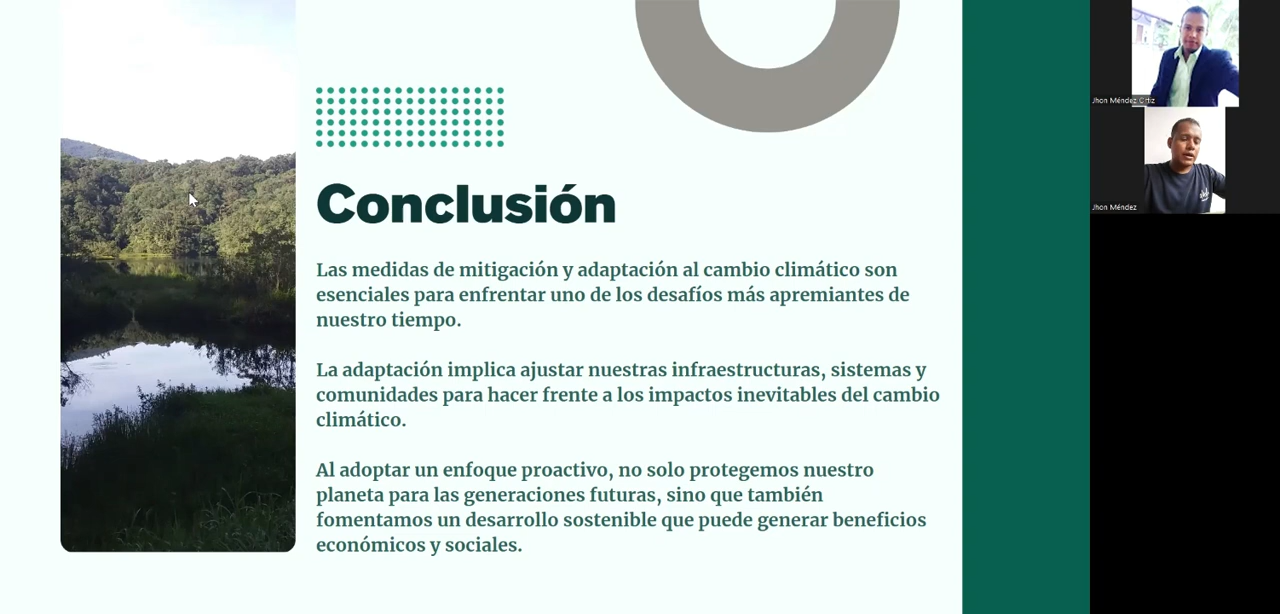 Conclusión
Las medidas de mitigación y adaptación al cambio climático son
esenciales para enfrentar uno de los desafíos más apremiantes de
nuestro tiempo.
La adaptación implica ajustar nuestras infraestructuras, sistemas y
comunidades para hacer frente a los impactos inevitables del cambio
climático.
Al adoptar un enfoque proactivo, no solo protegemos nuestro
planeta para las generaciones futuras, sino que también
fomentamos un desarrollo sostenible que puede generar beneficios
económicos y sociales.
Jhon Méndez Ortiz
Jhon Méndez